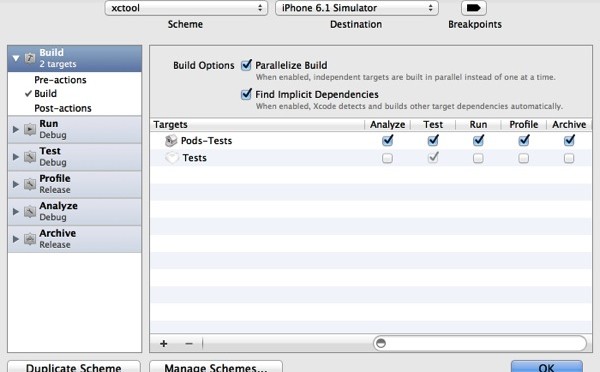 xctool
iPhone 6.1 Simulator
Scheme
Destination
Breakpoints
Build
2 targets
Pre-actions
Build
Post-actions
Run
Debug
Test
Debug
Profile
Release
Analyze
Debug
Archive
Release
Build Options
Parallelize Build
When enabled, independent targets are built in parallel instead of one at a time.
Find Implicit Dependencies
When enabled, Xcode detects and builds other target dependencies automatically.
Targets Analyze Test Run Profile Archive
Pods-Tests
Tests
Duplicate Scheme
Manage Schemes...
OK